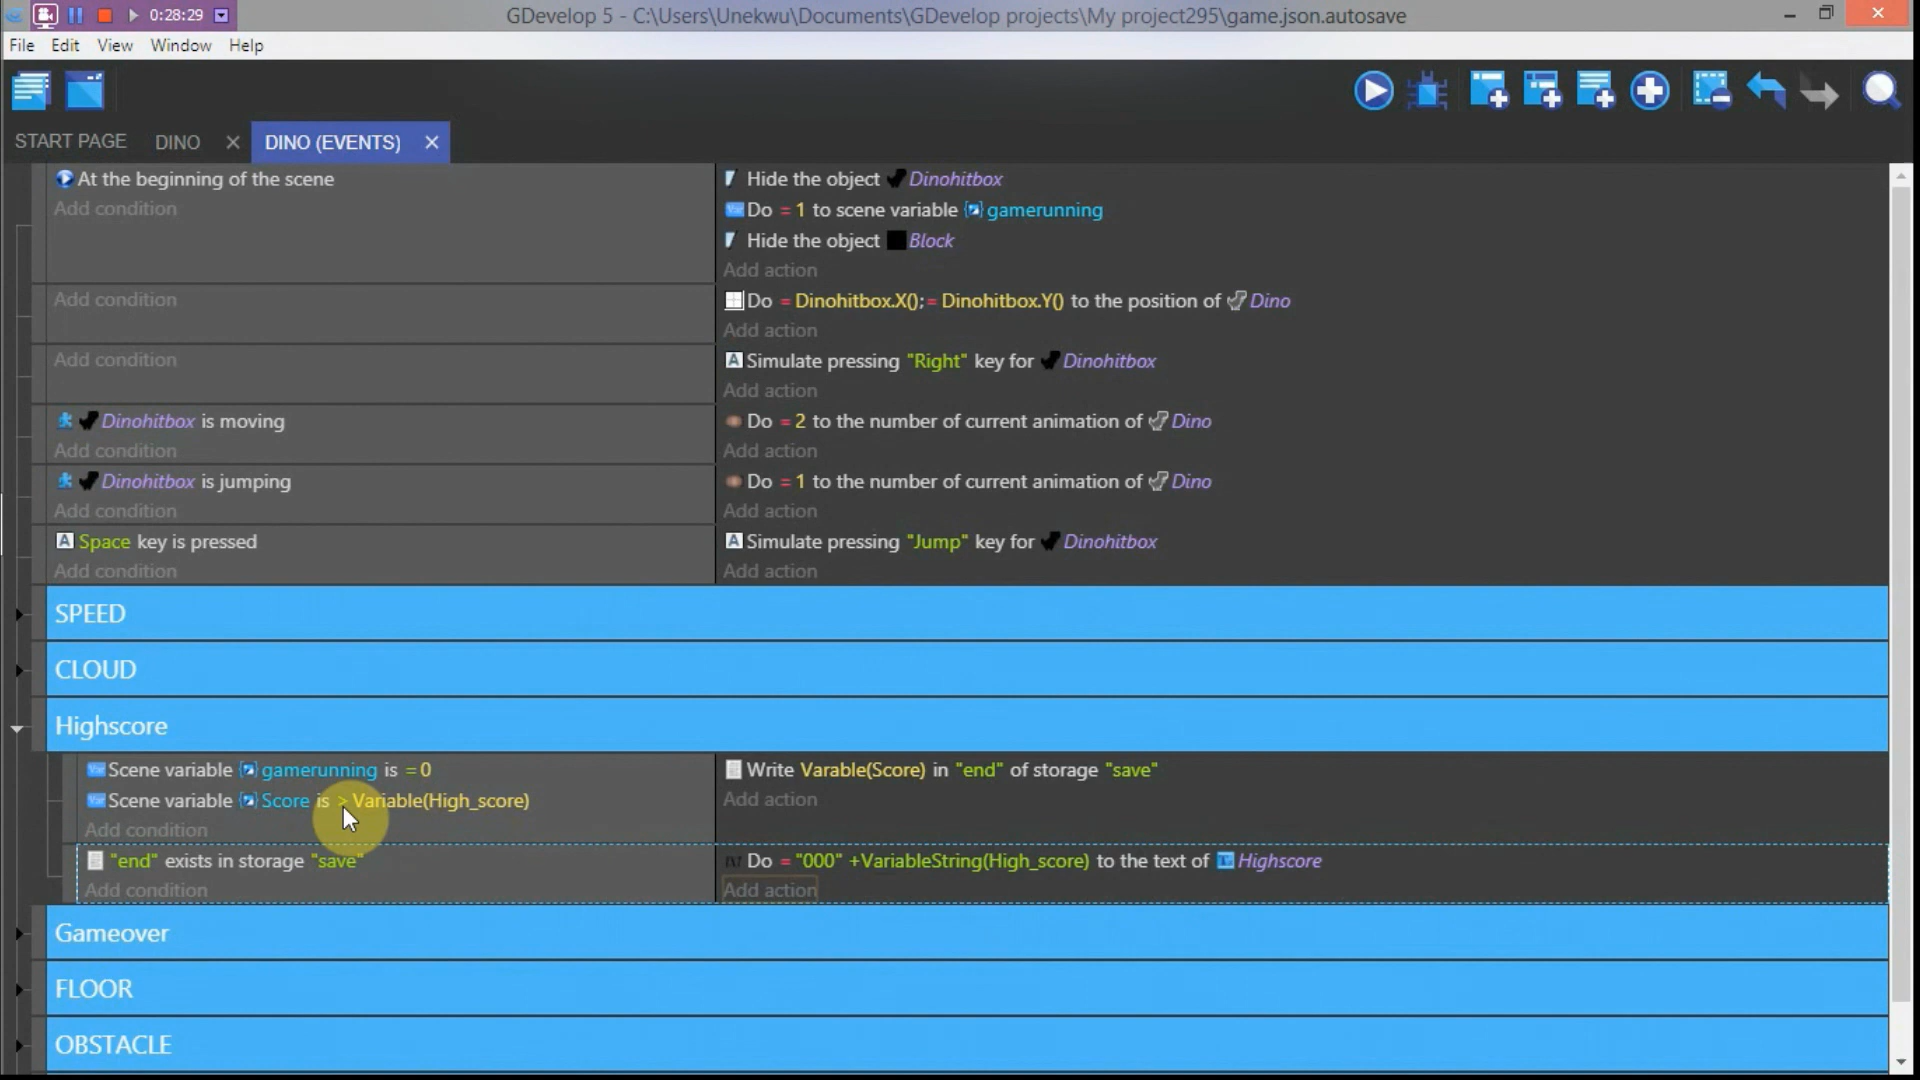 0:28:29
GDevelop 5 - C:\Users\Unekwu\Documents\GDevelop projects\My project295\game.json.autosave
File Edit View Window Help
START PAGE DINO DINO (EVENTS)
At the beginning of the scene
Add condition
Hide the object Dinohitbox
Do = 1 to scene variable gamerunning
Hide the object Block
Add action
Add condition
Do = Dinohitbox.X();= Dinohitbox.Y() to the position of Dino
Add action
Add condition
Simulate pressing "Right" key for Dinohitbox
Add action
Dinohitbox is moving
Add condition
Do = 2 to the number of current animation of Dino
Add action
Dinohitbox is jumping
Add condition
Do = 1 to the number of current animation of Dino
Add action
Space key is pressed
Add condition
Simulate pressing "Jump" key for Dinohitbox
Add action
SPEED
CLOUD
Highscore
Scene variable gamerunning is = 0
Scene variable Score is > Variable(High_score)
Add condition
Write Varable(Score) in "end" of storage "save"
Add action
"end" exists in storage "save"
Add condition
Do = "000" +VariableString(High_score) to the text of Highscore
Add action
Gameover
FLOOR
OBSTACLE